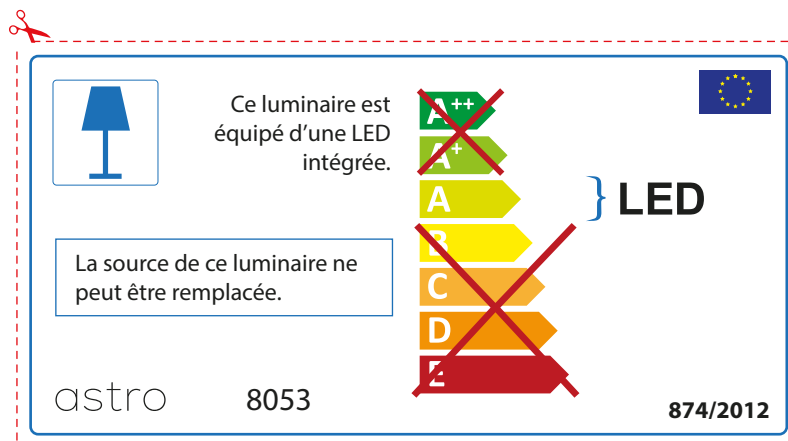 Ce luminaire est
équipé d’une LED
intégrée.
A++
A+
A
B
C
D
E
LED
La source de ce luminaire ne
peut être remplacée.
astro
8053
874/2012